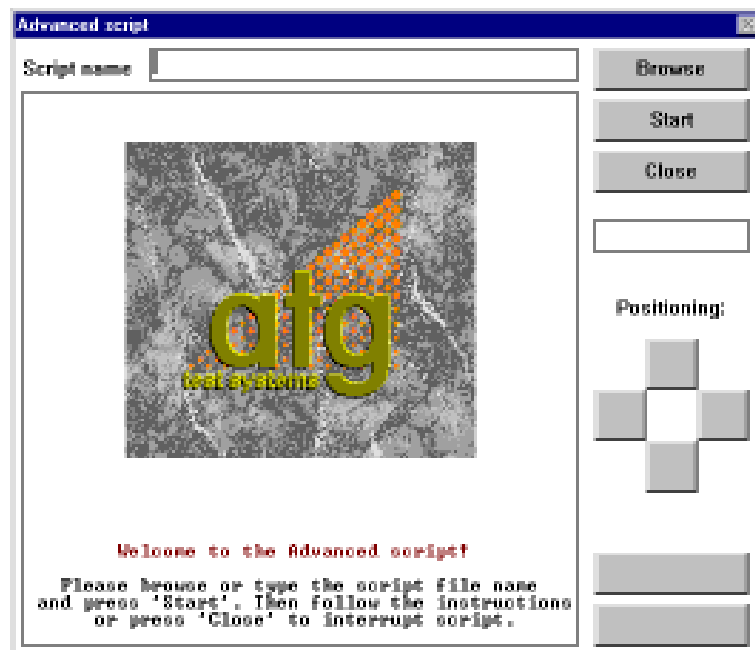 Advanced script
Script name
Browse
Start
Close
Positioning:
atg
test systems
Welcome to the Advanced script!
Please browse or type the script file name
and press 'Start'. Then follow the instructions
or press 'Close' to interrupt script.